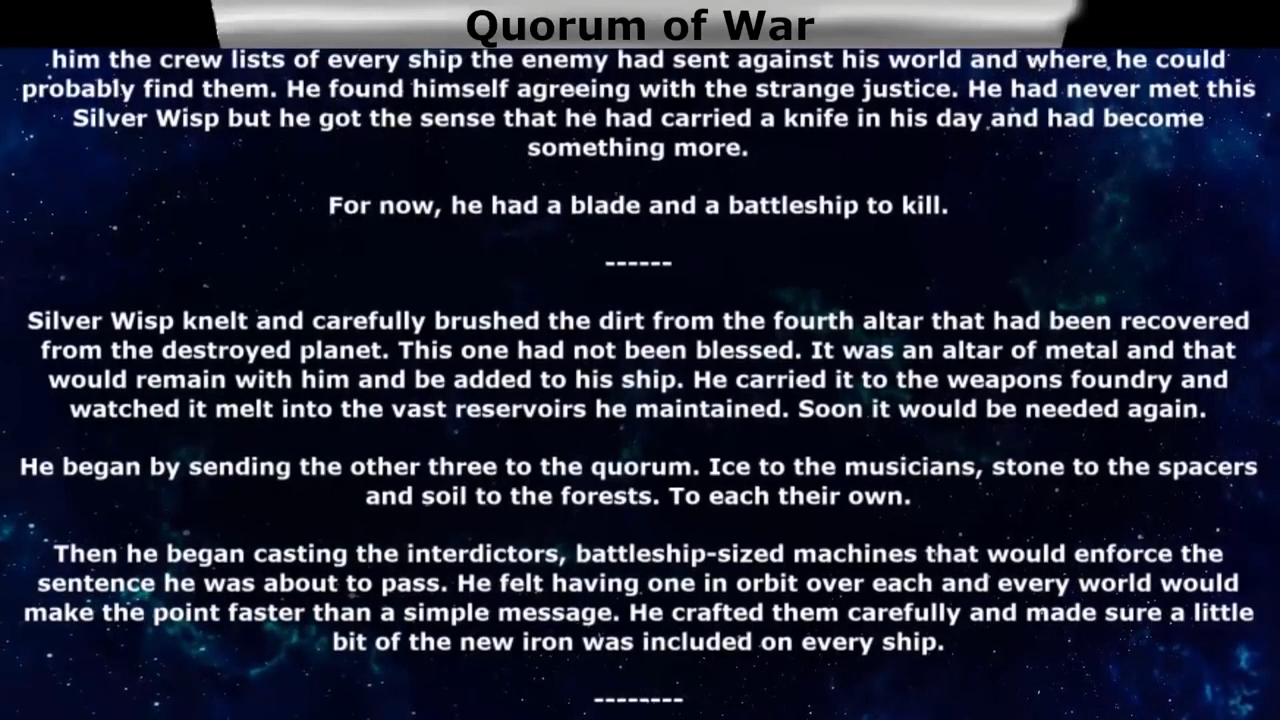 Quorum of War
him the crew lists of every ship the enemy had sent against his world and where he could
probably find them. He found himself agreeing with the strange justice. He had never met this
Silver Wisp but he got the sense that he had carried a knife in his day and had become
something more.
For now, he had a blade and a battleship to kill.
------
Silver Wisp knelt and carefully brushed the dirt from the fourth altar that had been recovered
from the destroyed planet. This one had not been blessed. It was an altar of metal and that
would remain with him and be added to his ship. He carried it to the weapons foundry and
watched it melt into the vast reservoirs he maintained. Soon it would be needed again.
He began by sending the other three to the quorum. Ice to the musicians, stone to the spacers
and soil to the forests. To each their own.
Then he began casting the interdictors, battleship-sized machines that would enforce the
sentence he was about to pass. He felt having one in orbit over each and every world would
make the point faster than a simple message. He crafted them carefully and made sure a little
bit of the new iron was included on every ship.
--------